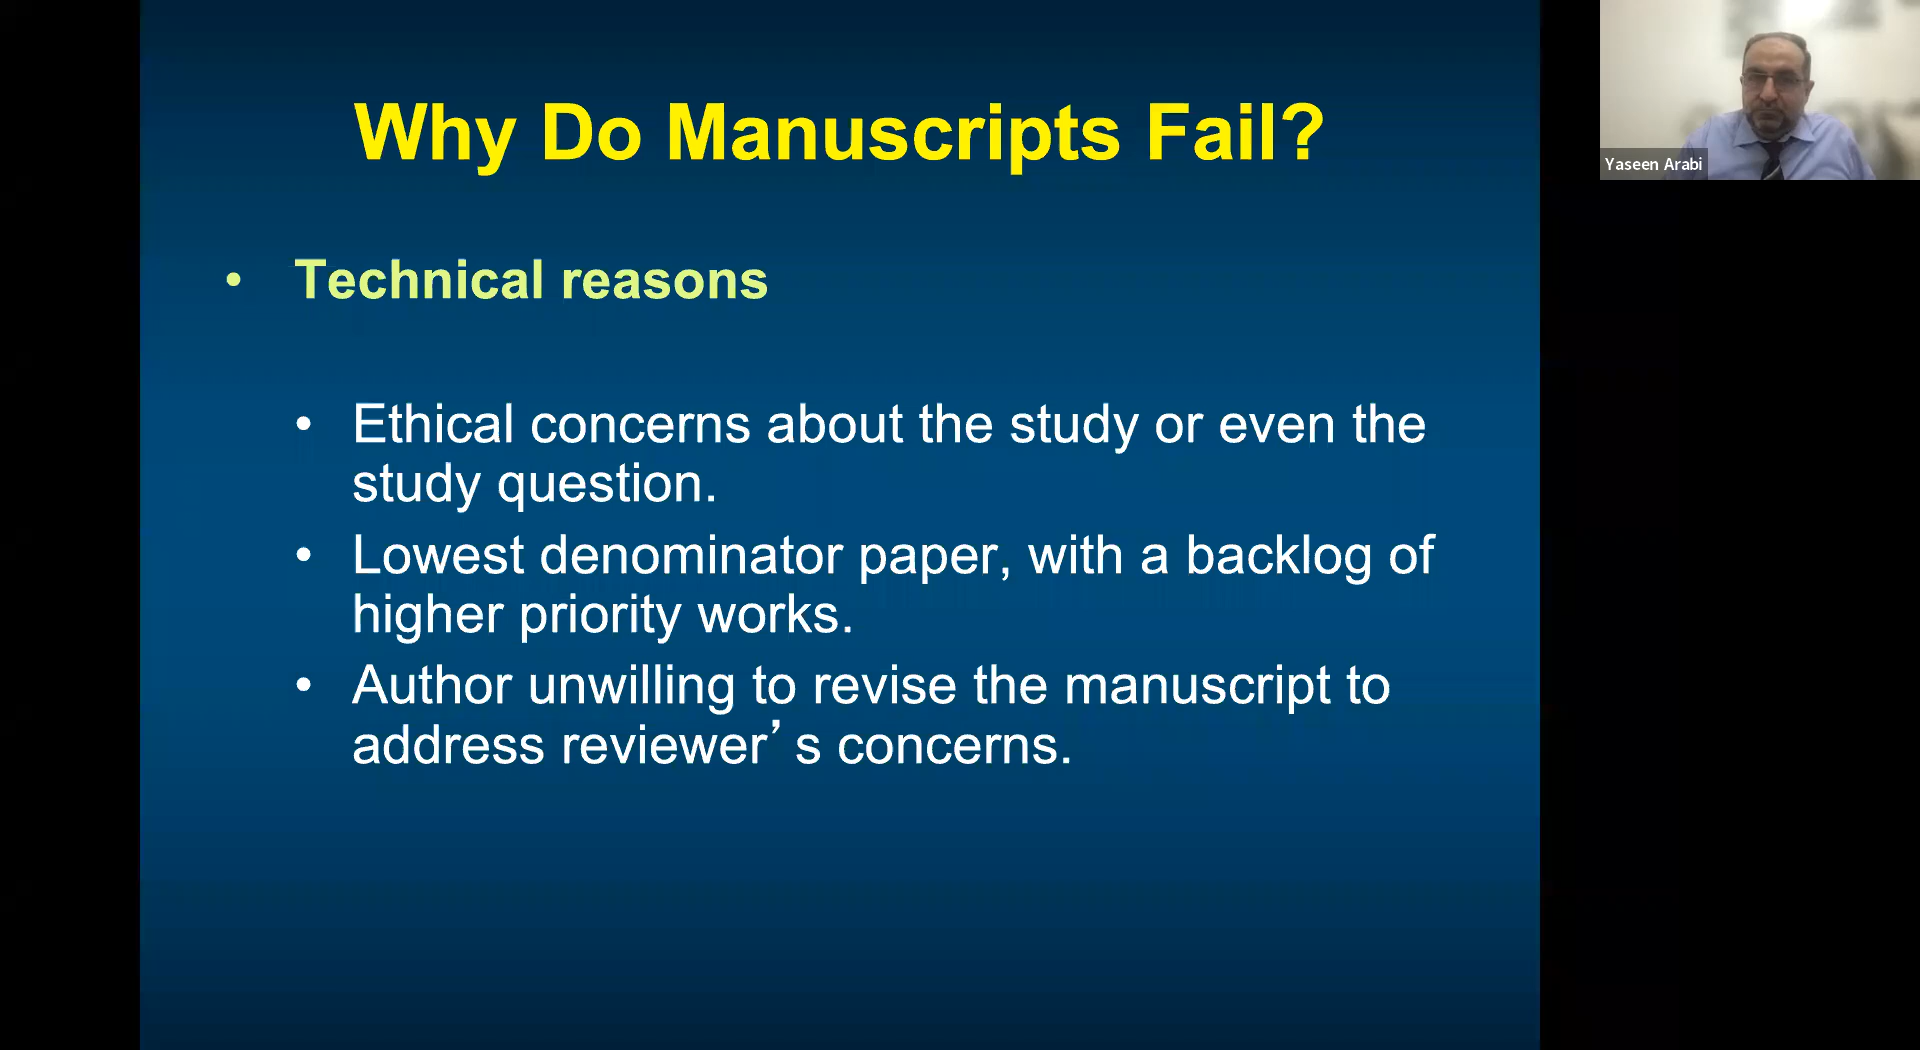 Why Do Manuscripts Fail?
• Technical reasons
• Ethical concerns about the study or even the
study question.
• Lowest denominator paper, with a backlog of
higher priority works.
• Author unwilling to revise the manuscript to
address reviewer’ s concerns.
Yaseen Arabi